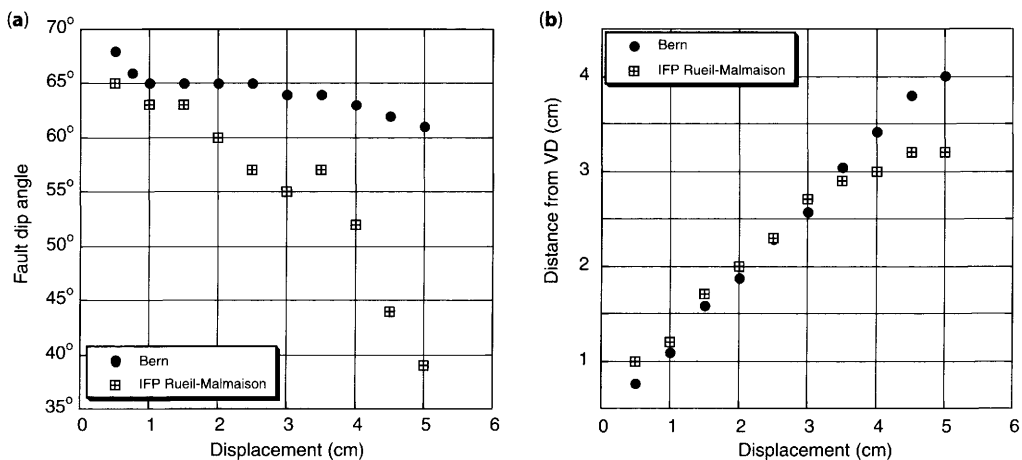 (a)
70°
65°
60°
55°
50°
45°
40°
35°
Fault dip angle
Bern
IFP Rueil-Malmaison
0 1 2 3 4 5 6
Displacement (cm)
(b)
4
3
2
1
Distance from VD (cm)
Bern
IFP Rueil-Malmaison
0 1 2 3 4 5 6
Displacement (cm)